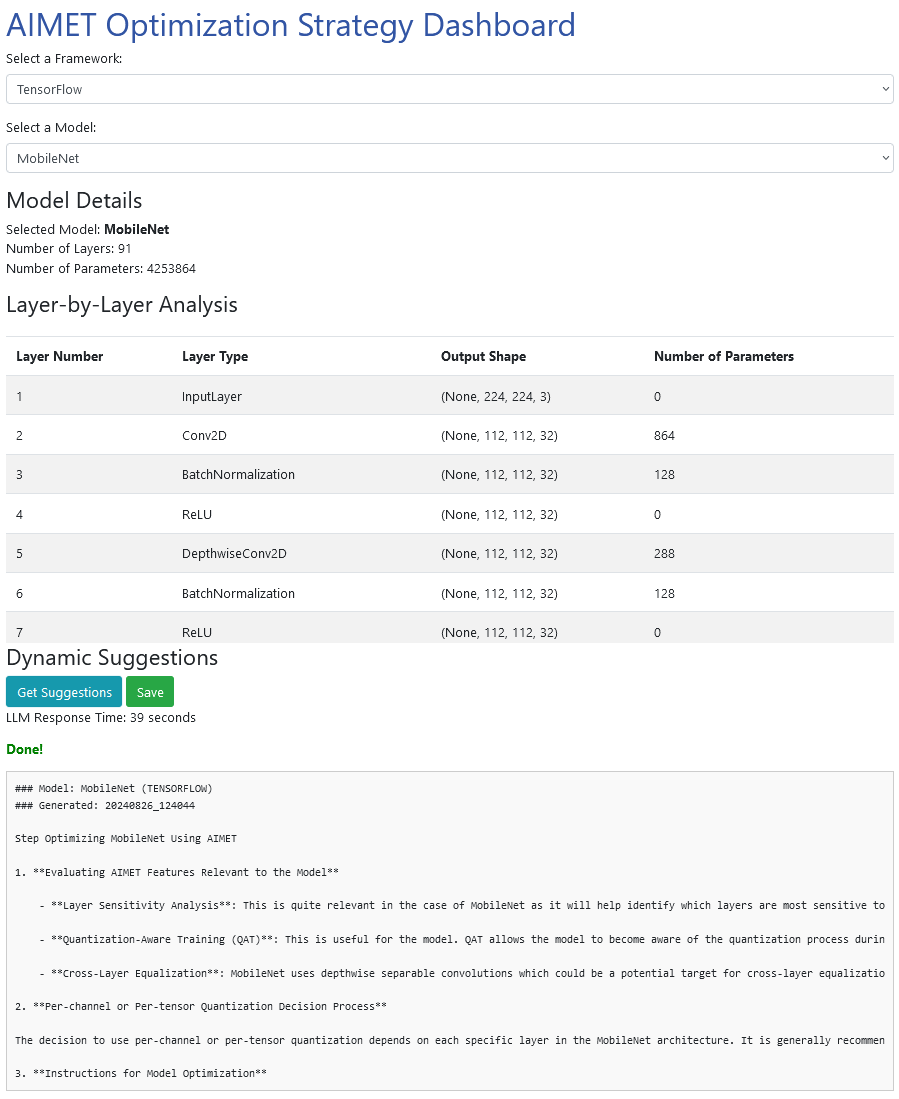 AIMET Optimization Strategy Dashboard
Select a Framework:
TensorFlow
Select a Model:
MobileNet
Model Details
Selected Model: MobileNet
Number of Layers: 91
Number of Parameters: 4253864
Layer-by-Layer Analysis
Layer Number Layer Type Output Shape Number of Parameters
1 InputLayer (None, 224, 224, 3) 0
2 Conv2D (None, 112, 112, 32) 864
3 BatchNormalization (None, 112, 112, 32) 128
4 ReLU (None, 112, 112, 32) 0
5 DepthwiseConv2D (None, 112, 112, 32) 288
6 BatchNormalization (None, 112, 112, 32) 128
7 ReLU (None, 112, 112, 32) 0
Dynamic Suggestions
Get Suggestions Save
LLM Response Time: 39 seconds
Done!
### Model: MobileNet (TENSORFLOW)
### Generated: 20240826_124044
Step Optimizing MobileNet Using AIMET
1. **Evaluating AIMET Features Relevant to the Model**
- **Layer Sensitivity Analysis**: This is quite relevant in the case of MobileNet as it will help identify which layers are most sensitive to
- **Quantization-Aware Training (QAT)**: This is useful for the model. QAT allows the model to become aware of the quantization process durin
- **Cross-Layer Equalization**: MobileNet uses depthwise separable convolutions which could be a potential target for cross-layer equalizatio
2. **Per-channel or Per-tensor Quantization Decision Process**
The decision to use per-channel or per-tensor quantization depends on each specific layer in the MobileNet architecture. It is generally recommen
3. **Instructions for Model Optimization**